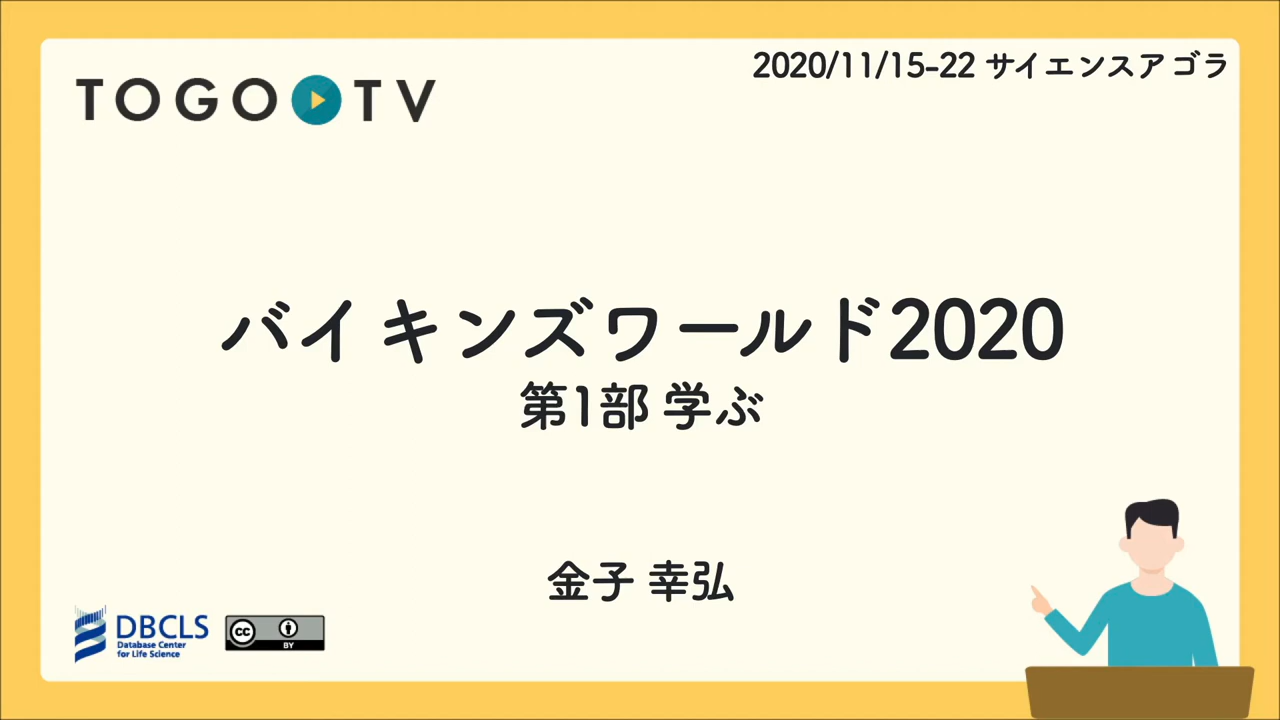 TOGO TV
2020/11/15-22 サイエンスアゴラ
バイキンズワールド2020
第1部 学ぶ
金子 幸弘
DBCLS
Database Center
for Life Science
cc
BY